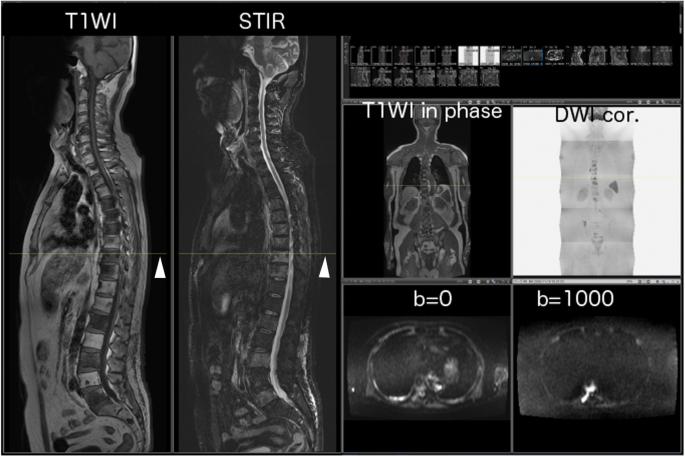 T1WI
STIR
T1WI in phase
DWI cor.
b=0
b=1000